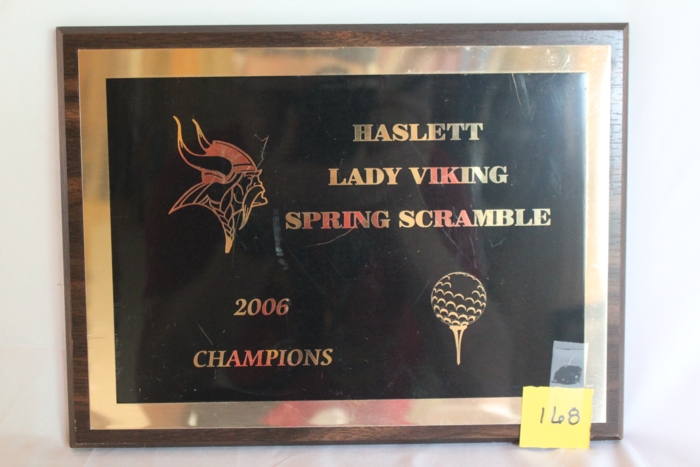 HASLETT
LADY VIKING
SPRING SCRAMBLE
2006
CHAMPIONS
168